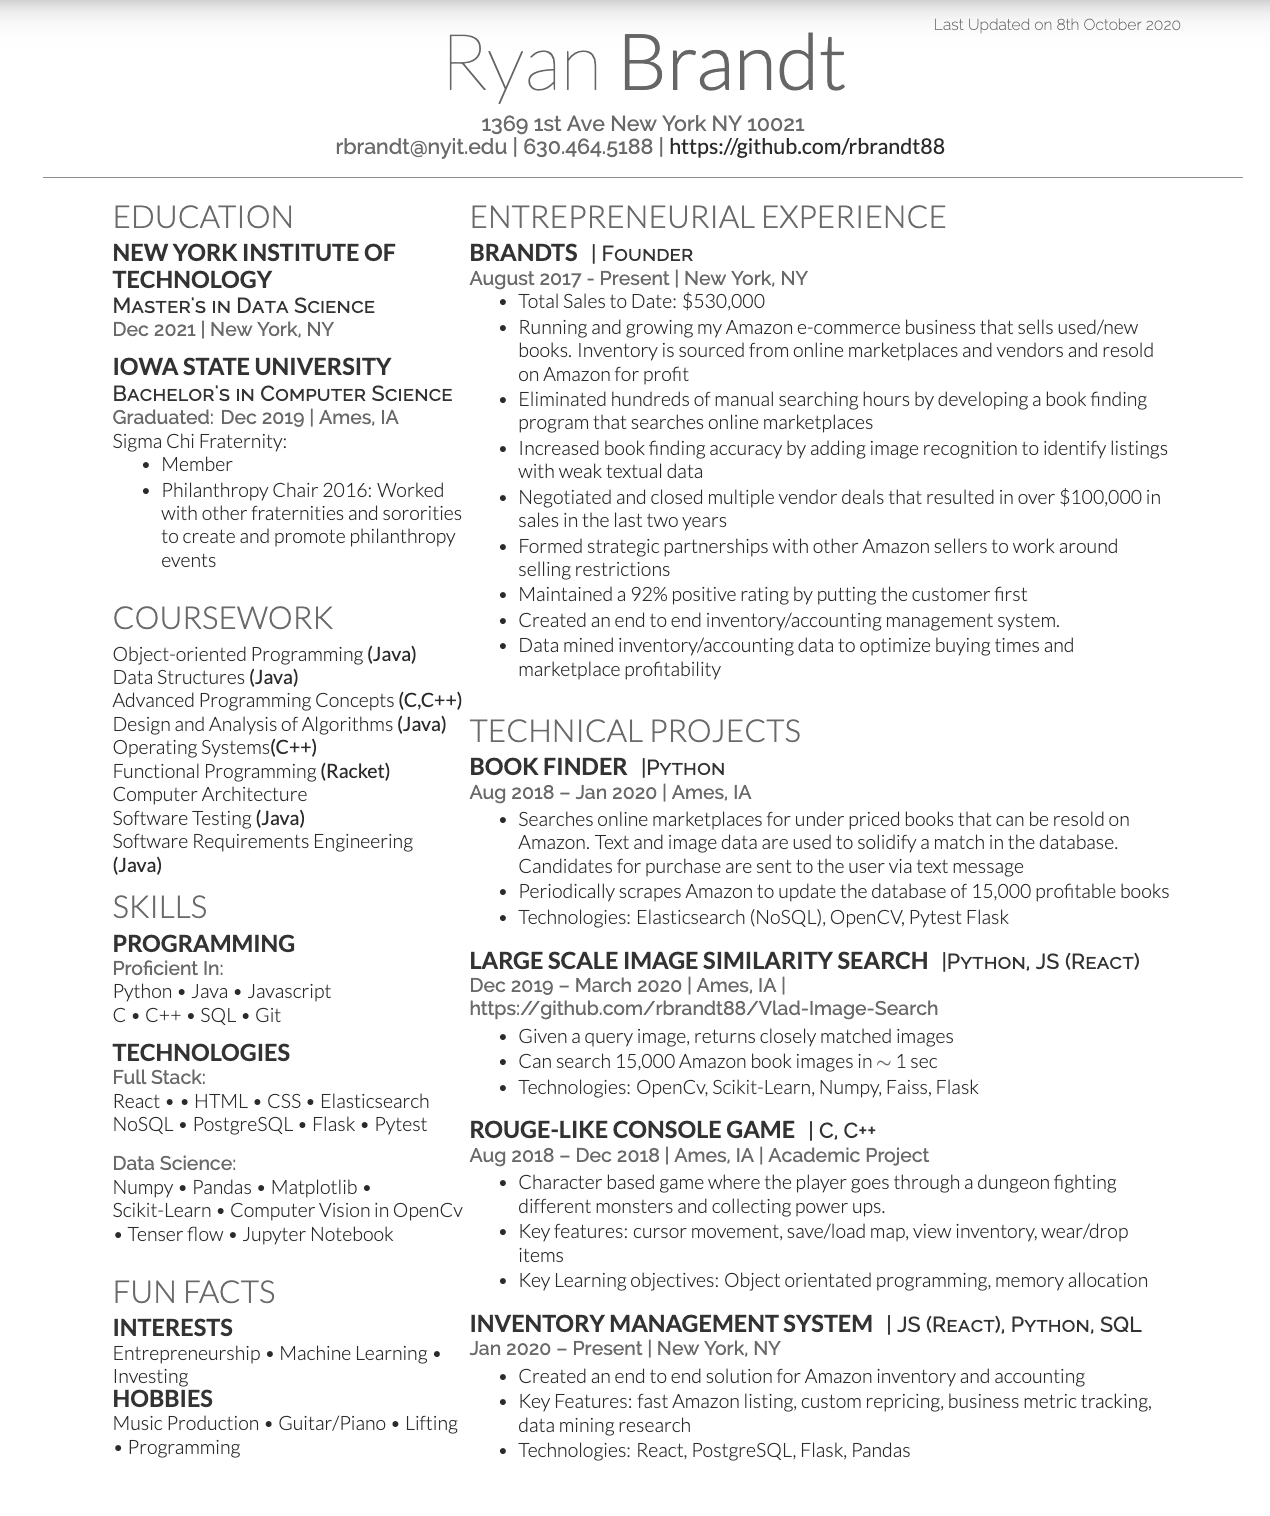 Last Updated on 8th October 2020
Ryan Brandt
1369 1st Ave New York NY 10021
rbrandt@nyit.edu | 630.464.5188 | https://github.com/rbrandt88
EDUCATION
NEW YORK INSTITUTE OF
TECHNOLOGY
Master's in Data Science
Dec 2021 | New York, NY
IOWA STATE UNIVERSITY
Bachelor's in Computer Science
Graduated: Dec 2019 | Ames, IA
Sigma Chi Fraternity:
• Member
• Philanthropy Chair 2016: Worked
with other fraternities and sororities
to create and promote philanthropy
events
COURSEWORK
Object-oriented Programming (Java)
Data Structures (Java)
Advanced Programming Concepts (C,C++)
Design and Analysis of Algorithms (Java)
Operating Systems(C++)
Functional Programming (Racket)
Computer Architecture
Software Testing (Java)
Software Requirements Engineering
(Java)
SKILLS
PROGRAMMING
Proficient In:
Python • Java • Javascript
C • C++ • SQL • Git
TECHNOLOGIES
Full Stack:
React • • HTML • CSS • Elasticsearch
NoSQL • PostgreSQL • Flask • Pytest
Data Science:
Numpy • Pandas • Matplotlib •
Scikit-Learn • Computer Vision in OpenCv
• Tenser flow • Jupyter Notebook
FUN FACTS
INTERESTS
Entrepreneurship • Machine Learning •
Investing
HOBBIES
Music Production • Guitar/Piano • Lifting
• Programming
ENTREPRENEURIAL EXPERIENCE
BRANDTS | Founder
August 2017 - Present | New York, NY
• Total Sales to Date: $530,000
• Running and growing my Amazon e-commerce business that sells used/new
books. Inventory is sourced from online marketplaces and vendors and resold
on Amazon for profit
• Eliminated hundreds of manual searching hours by developing a book finding
program that searches online marketplaces
• Increased book finding accuracy by adding image recognition to identify listings
with weak textual data
• Negotiated and closed multiple vendor deals that resulted in over $100,000 in
sales in the last two years
• Formed strategic partnerships with other Amazon sellers to work around
selling restrictions
• Maintained a 92% positive rating by putting the customer first
• Created an end to end inventory/accounting management system.
• Data mined inventory/accounting data to optimize buying times and
marketplace profitability
TECHNICAL PROJECTS
BOOK FINDER |Python
Aug 2018 – Jan 2020 | Ames, IA
• Searches online marketplaces for under priced books that can be resold on
Amazon. Text and image data are used to solidify a match in the database.
Candidates for purchase are sent to the user via text message
• Periodically scrapes Amazon to update the database of 15,000 profitable books
• Technologies: Elasticsearch (NoSQL), OpenCV, Pytest Flask
LARGE SCALE IMAGE SIMILARITY SEARCH |Python, JS (React)
Dec 2019 – March 2020 | Ames, IA |
https://github.com/rbrandt88/Vlad-Image-Search
• Given a query image, returns closely matched images
• Can search 15,000 Amazon book images in ~ 1 sec
• Technologies: OpenCv, Scikit-Learn, Numpy, Faiss, Flask
ROUGE-LIKE CONSOLE GAME | C, C++
Aug 2018 – Dec 2018 | Ames, IA | Academic Project
• Character based game where the player goes through a dungeon fighting
different monsters and collecting power ups.
• Key features: cursor movement, save/load map, view inventory, wear/drop
items
• Key Learning objectives: Object orientated programming, memory allocation
INVENTORY MANAGEMENT SYSTEM | JS (React), Python, SQL
Jan 2020 – Present | New York, NY
• Created an end to end solution for Amazon inventory and accounting
• Key Features: fast Amazon listing, custom repricing, business metric tracking,
data mining research
• Technologies: React, PostgreSQL, Flask, Pandas